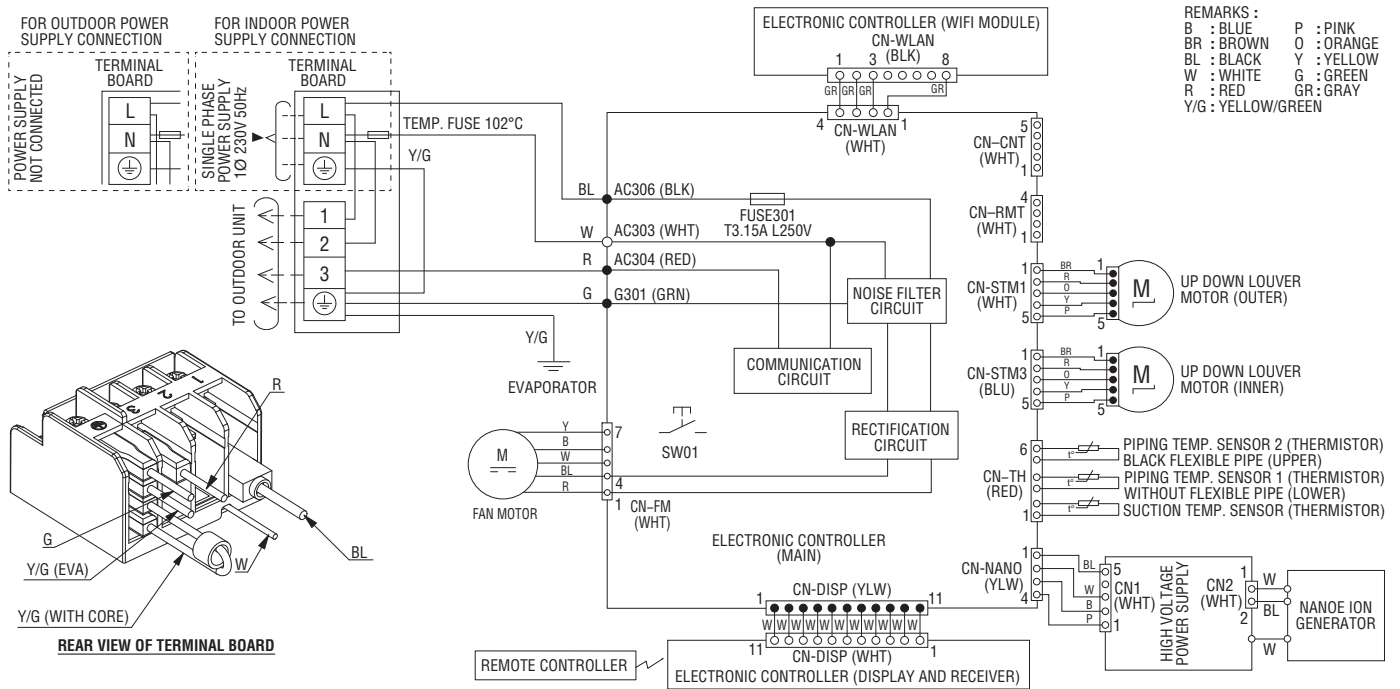 FOR OUTDOOR POWER
SUPPLY CONNECTION
POWER SUPPLY
NOT CONNECTED
TERMINAL
BOARD
L
N
FOR INDOOR POWER
SUPPLY CONNECTION
SINGLE PHASE
POWER SUPPLY
1Ø 230V 50Hz
TERMINAL
BOARD
L
N
TEMP. FUSE 102°C
Y/G
TO OUTDOOR UNIT
1
2
3
Y/G
EVAPORATOR
BL
AC306 (BLK)
FUSE301
T3.15A L250V
W
AC303 (WHT)
R
AC304 (RED)
G
G301 (GRN)
NOISE FILTER
CIRCUIT
COMMUNICATION
CIRCUIT
RECTIFICATION
CIRCUIT
SW01
M
FAN MOTOR
Y
B
W
BL
R
7
4
1
CN–FM
(WHT)
ELECTRONIC CONTROLLER
(MAIN)
ELECTRONIC CONTROLLER (WIFI MODULE)
CN-WLAN
(BLK)
1 3 8
GR GR GR GR
4 1
CN-WLAN
(WHT)
REMARKS :
B : BLUE P : PINK
BR : BROWN O : ORANGE
BL : BLACK Y : YELLOW
W : WHITE G : GREEN
R : RED GR : GRAY
Y/G : YELLOW/GREEN
5
CN–CNT
(WHT)
1
4
CN–RMT
(WHT)
1
1
CN-STM1
(WHT)
5
BR
R
O
Y
P
1
5
M
UP DOWN LOUVER
MOTOR (OUTER)
1
CN-STM3
(BLU)
5
BR
R
O
Y
P
1
5
M
UP DOWN LOUVER
MOTOR (INNER)
6
CN-TH
(RED)
1
t°
PIPING TEMP. SENSOR 2 (THERMISTOR)
BLACK FLEXIBLE PIPE (UPPER)
t°
PIPING TEMP. SENSOR 1 (THERMISTOR)
WITHOUT FLEXIBLE PIPE (LOWER)
t°
SUCTION TEMP. SENSOR (THERMISTOR)
1
CN-NANO
(YLW)
4
BL
W
B
P
5
CN1
(WHT)
1
HIGH VOLTAGE
POWER SUPPLY
CN2
(WHT)
1
2
W
BL
W
NANOE ION
GENERATOR
CN-DISP (YLW)
1 11
W W W W W W W W W W
11 1
CN-DISP (WHT)
ELECTRONIC CONTROLLER (DISPLAY AND RECEIVER)
REMOTE CONTROLLER
1
2
3
R
G
Y/G (EVA)
Y/G (WITH CORE)
W
BL
REAR VIEW OF TERMINAL BOARD